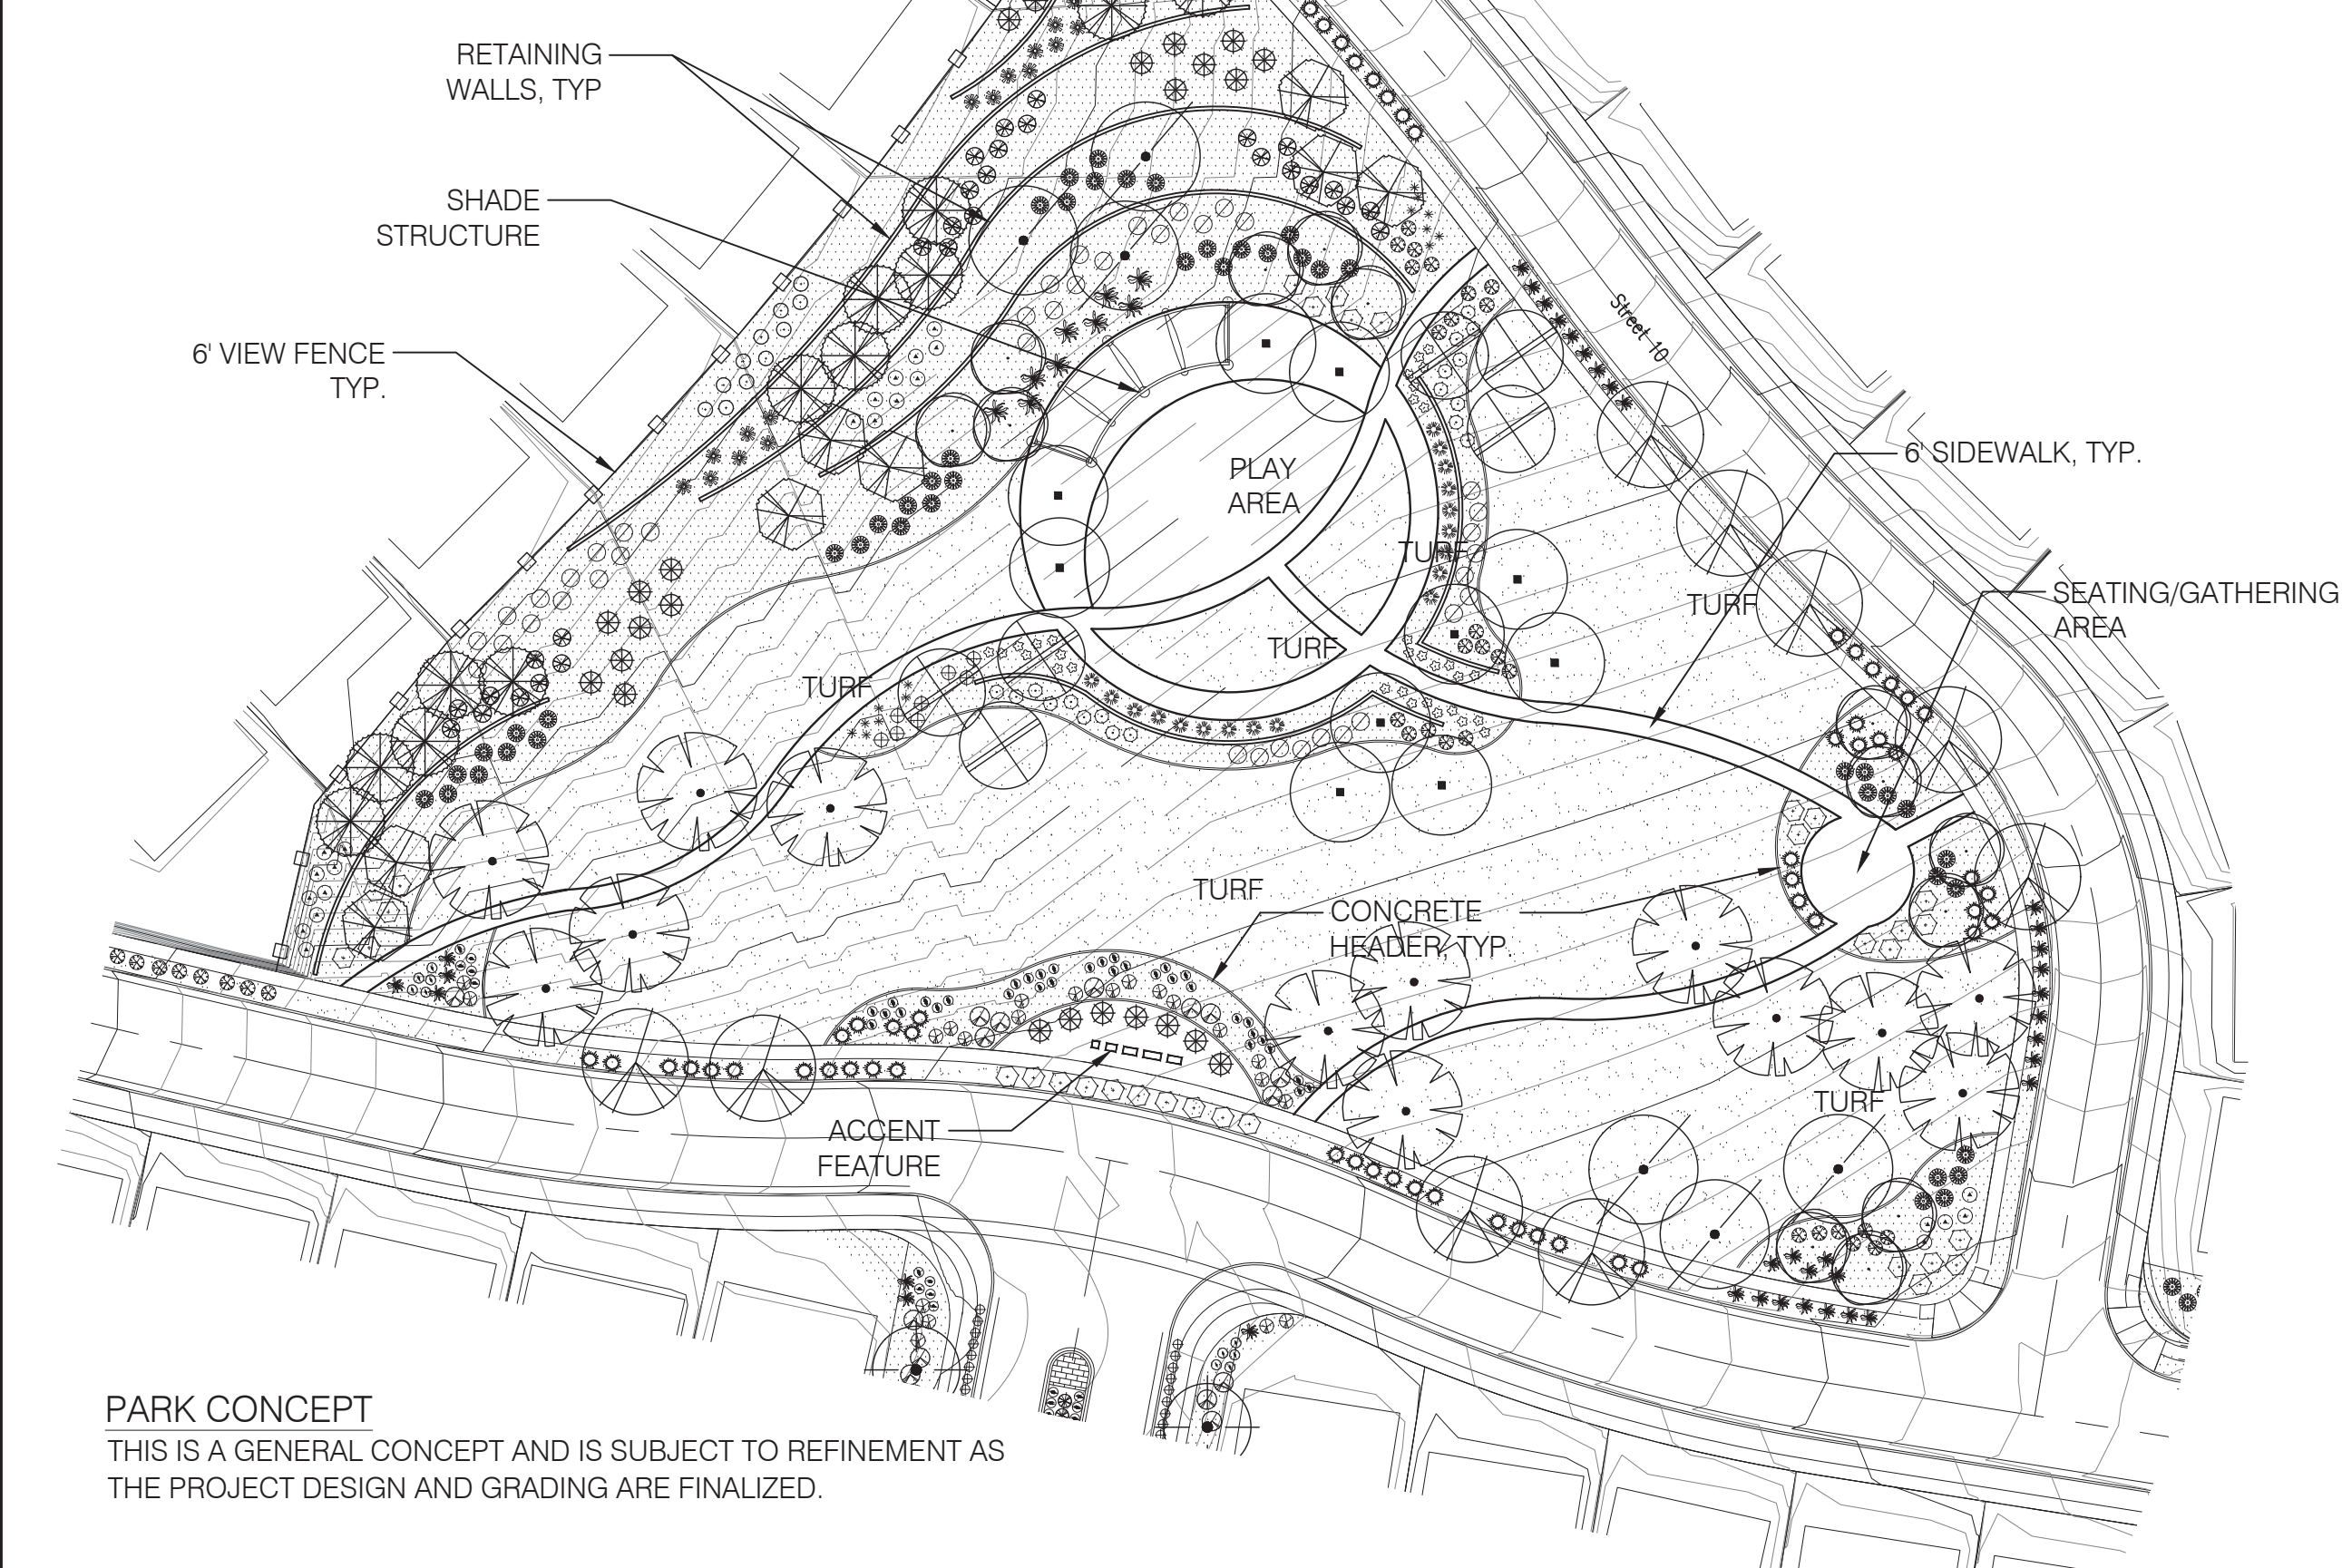 RETAINING
WALLS, TYP
SHADE
STRUCTURE
6' VIEW FENCE
TYP.
Street 10
PLAY
AREA
6' SIDEWALK, TYP.
TURF
TURF
SEATING/GATHERING
AREA
TURF
TURF
TURF
CONCRETE
HEADER, TYP.
TURF
ACCENT
FEATURE
PARK CONCEPT
THIS IS A GENERAL CONCEPT AND IS SUBJECT TO REFINEMENT AS
THE PROJECT DESIGN AND GRADING ARE FINALIZED.